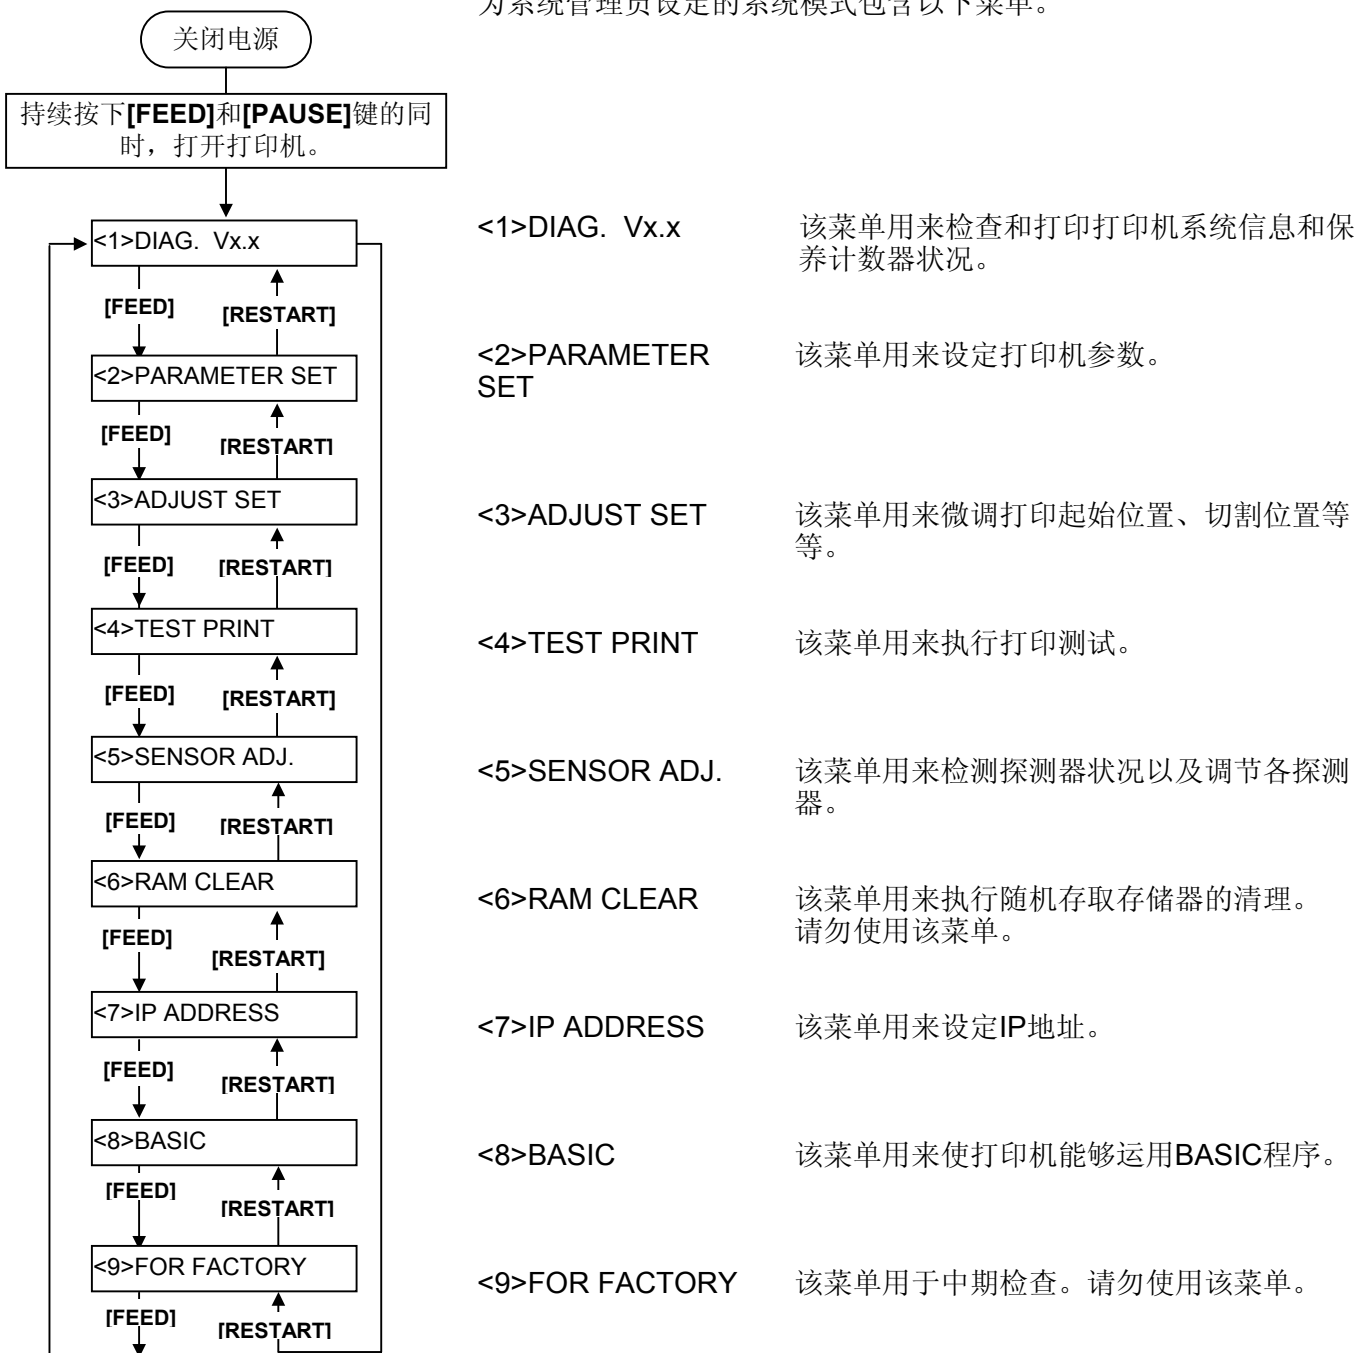 为系统管理员设定的系统模式包含以下菜单。
关闭电源
持续按下[FEED]和[PAUSE]键的同
时，打开打印机。
<1>DIAG.  Vx.x
[FEED]
[RESTART]
<2>PARAMETER SET
[FEED]
[RESTART]
<3>ADJUST SET
[FEED]
[RESTART]
<4>TEST PRINT
[FEED]
[RESTART]
<5>SENSOR ADJ.
[FEED]
[RESTART]
<6>RAM CLEAR
[FEED]
[RESTART]
<7>IP ADDRESS
[FEED]
[RESTART]
<8>BASIC
[FEED]
[RESTART]
<9>FOR FACTORY
[FEED]
[RESTART]
<1>DIAG.  Vx.x 该菜单用来检查和打印打印机系统信息和保
养计数器状况。
<2>PARAMETER 该菜单用来设定打印机参数。
SET
<3>ADJUST SET 该菜单用来微调打印起始位置、切割位置等
等。
<4>TEST PRINT 该菜单用来执行打印测试。
<5>SENSOR ADJ. 该菜单用来检测探测器状况以及调节各探测
器。
<6>RAM CLEAR 该菜单用来执行随机存取存储器的清理。
请勿使用该菜单。
<7>IP ADDRESS 该菜单用来设定IP地址。
<8>BASIC 该菜单用来使打印机能够运用BASIC程序。
<9>FOR FACTORY 该菜单用于中期检查。请勿使用该菜单。